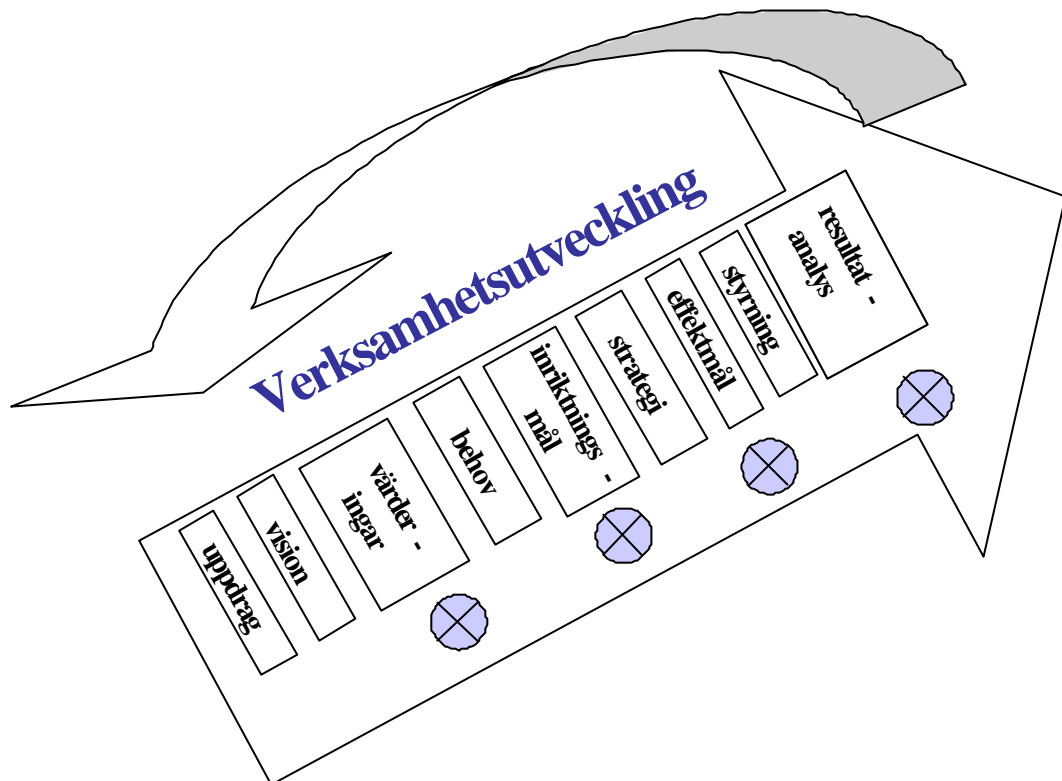 Verksamhetsutveckling
uppdrag
vision
värder -
ingar
behov
inriktnings -
mål
strategi
effektmål
styrning
resultat -
analys